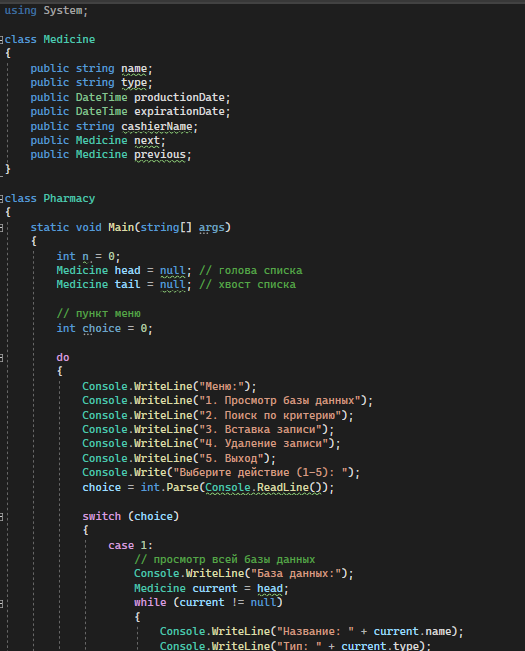 using System;
class Medicine
{
public string name;
public string type;
public DateTime productionDate;
public DateTime expirationDate;
public string cashierName;
public Medicine next;
public Medicine previous;
}
class Pharmacy
{
static void Main(string[] args)
{
int n = 0;
Medicine head = null; // голова списка
Medicine tail = null; // хвост списка
// пункт меню
int choice = 0;
do
{
Console.WriteLine("Меню:");
Console.WriteLine("1. Просмотр базы данных");
Console.WriteLine("2. Поиск по критерию");
Console.WriteLine("3. Вставка записи");
Console.WriteLine("4. Удаление записи");
Console.WriteLine("5. Выход");
Console.Write("Выберите действие (1-5): ");
choice = int.Parse(Console.ReadLine());
switch (choice)
{
case 1:
// просмотр всей базы данных
Console.WriteLine("База данных:");
Medicine current = head;
while (current != null)
{
Console.WriteLine("Название: " + current.name);
Console.WriteLine("Тип: " + current.type);